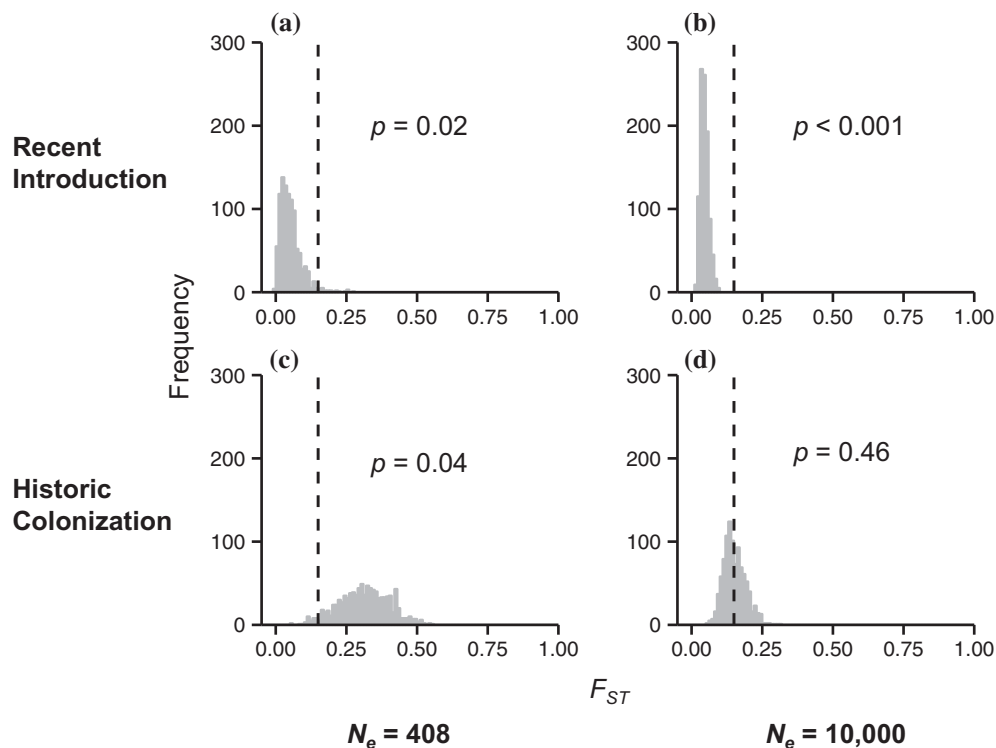 (a)
(b)
300
200
100
0
p = 0.02
0.00 0.25 0.50 0.75 1.00
300
200
100
0
p < 0.001
0.00 0.25 0.50 0.75 1.00
Recent
Introduction
Frequency
(c)
(d)
300
200
100
0
p = 0.04
0.00 0.25 0.50 0.75 1.00
300
200
100
0
p = 0.46
0.00 0.25 0.50 0.75 1.00
Historic
Colonization
F_ST
N_e = 408
N_e = 10,000